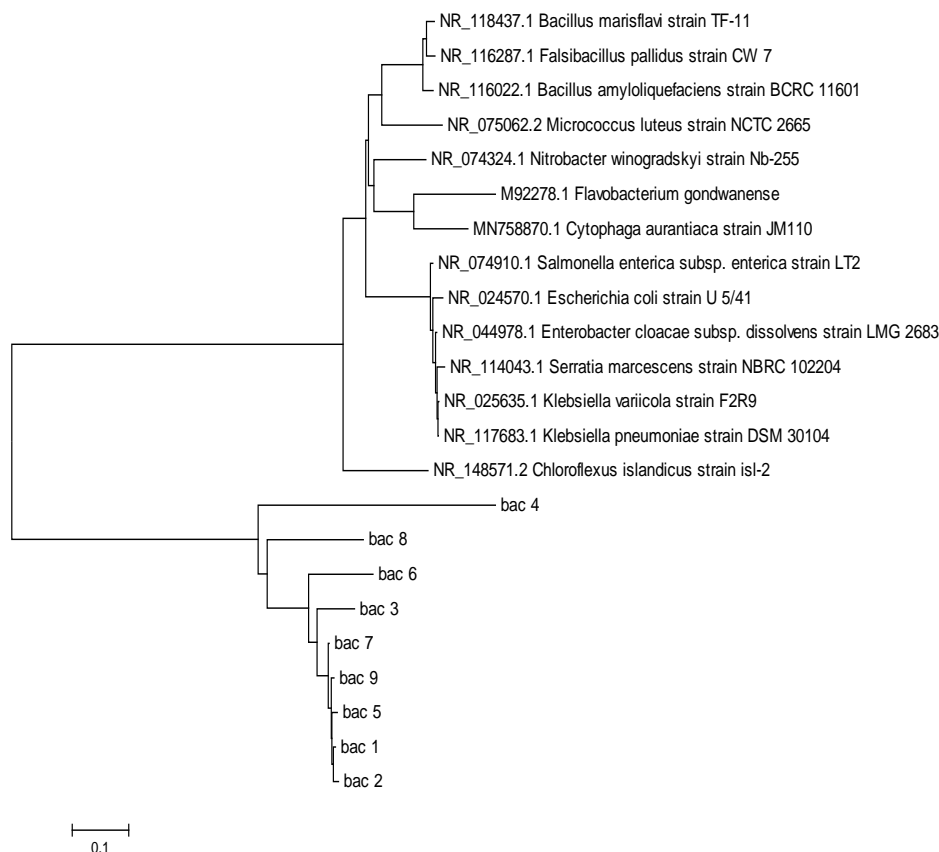 NR_118437.1 Bacillus marisflavi strain TF-11
NR_116287.1 Falsibacillus pallidus strain CW 7
NR_116022.1 Bacillus amyloliquefaciens strain BCRC 11601
NR_075062.2 Micrococcus luteus strain NCTC 2665
NR_074324.1 Nitrobacter winogradskyi strain Nb-255
M92278.1 Flavobacterium gondwanense
MN758870.1 Cytophaga aurantiaca strain JM110
NR_074910.1 Salmonella enterica subsp. enterica strain LT2
NR_024570.1 Escherichia coli strain U 5/41
NR_044978.1 Enterobacter cloacae subsp. dissolvens strain LMG 2683
NR_114043.1 Serratia marcescens strain NBRC 102204
NR_025635.1 Klebsiella variicola strain F2R9
NR_117683.1 Klebsiella pneumoniae strain DSM 30104
NR_148571.2 Chloroflexus islandicus strain isl-2
bac 4
bac 8
bac 6
bac 3
bac 7
bac 9
bac 5
bac 1
bac 2
0.1